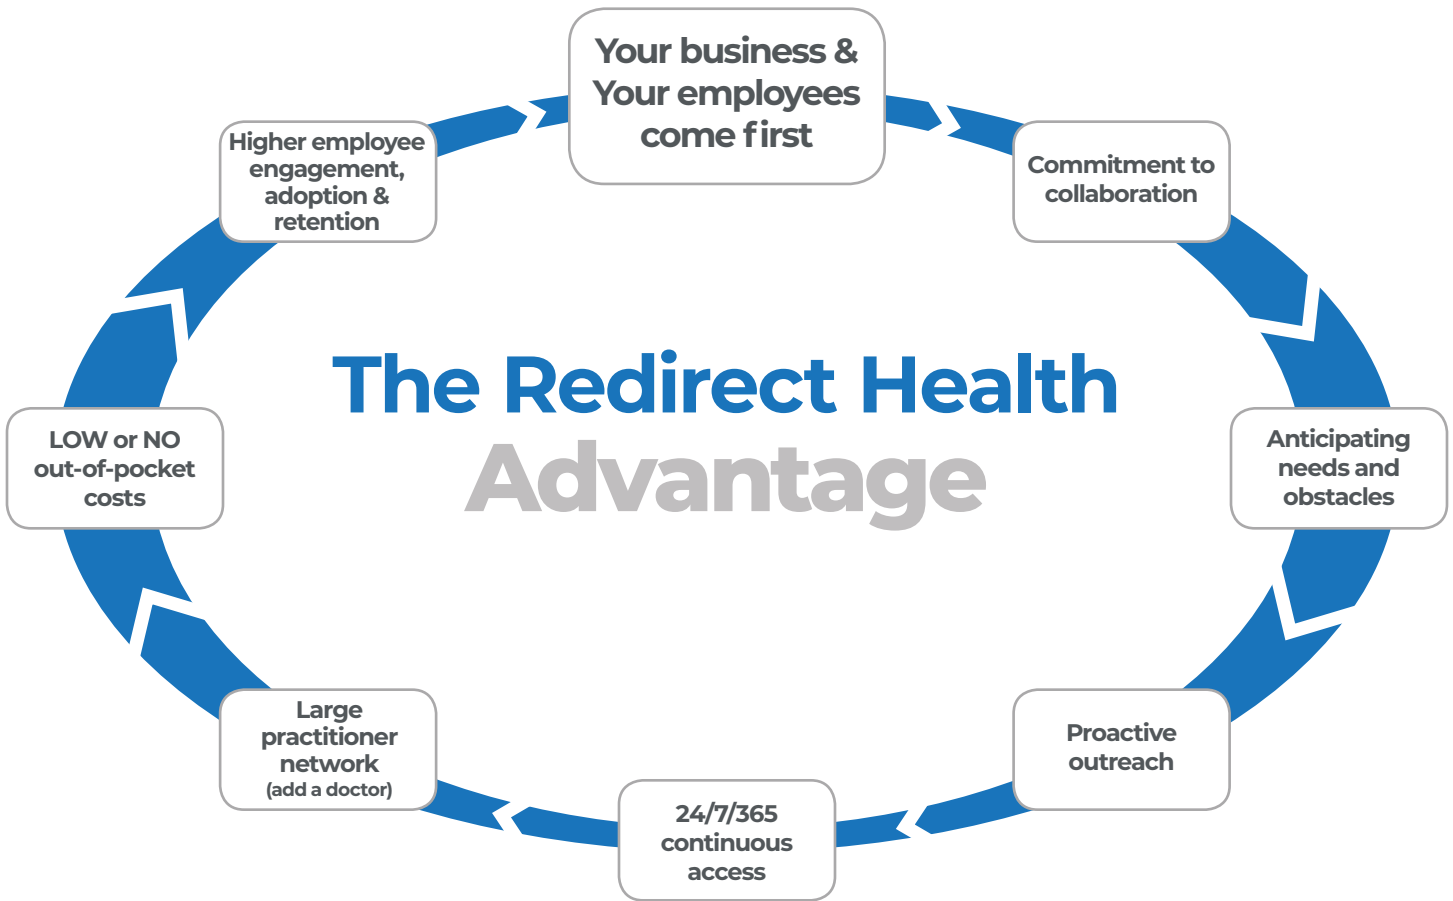 Your business &
Your employees
come first
Higher employee
engagement,
adoption &
retention
Commitment to
collaboration
The Redirect Health
Advantage
LOW or NO
out-of-pocket
costs
Anticipating
needs and
obstacles
Large
practitioner
network
(add a doctor)
Proactive
outreach
24/7/365
continuous
access